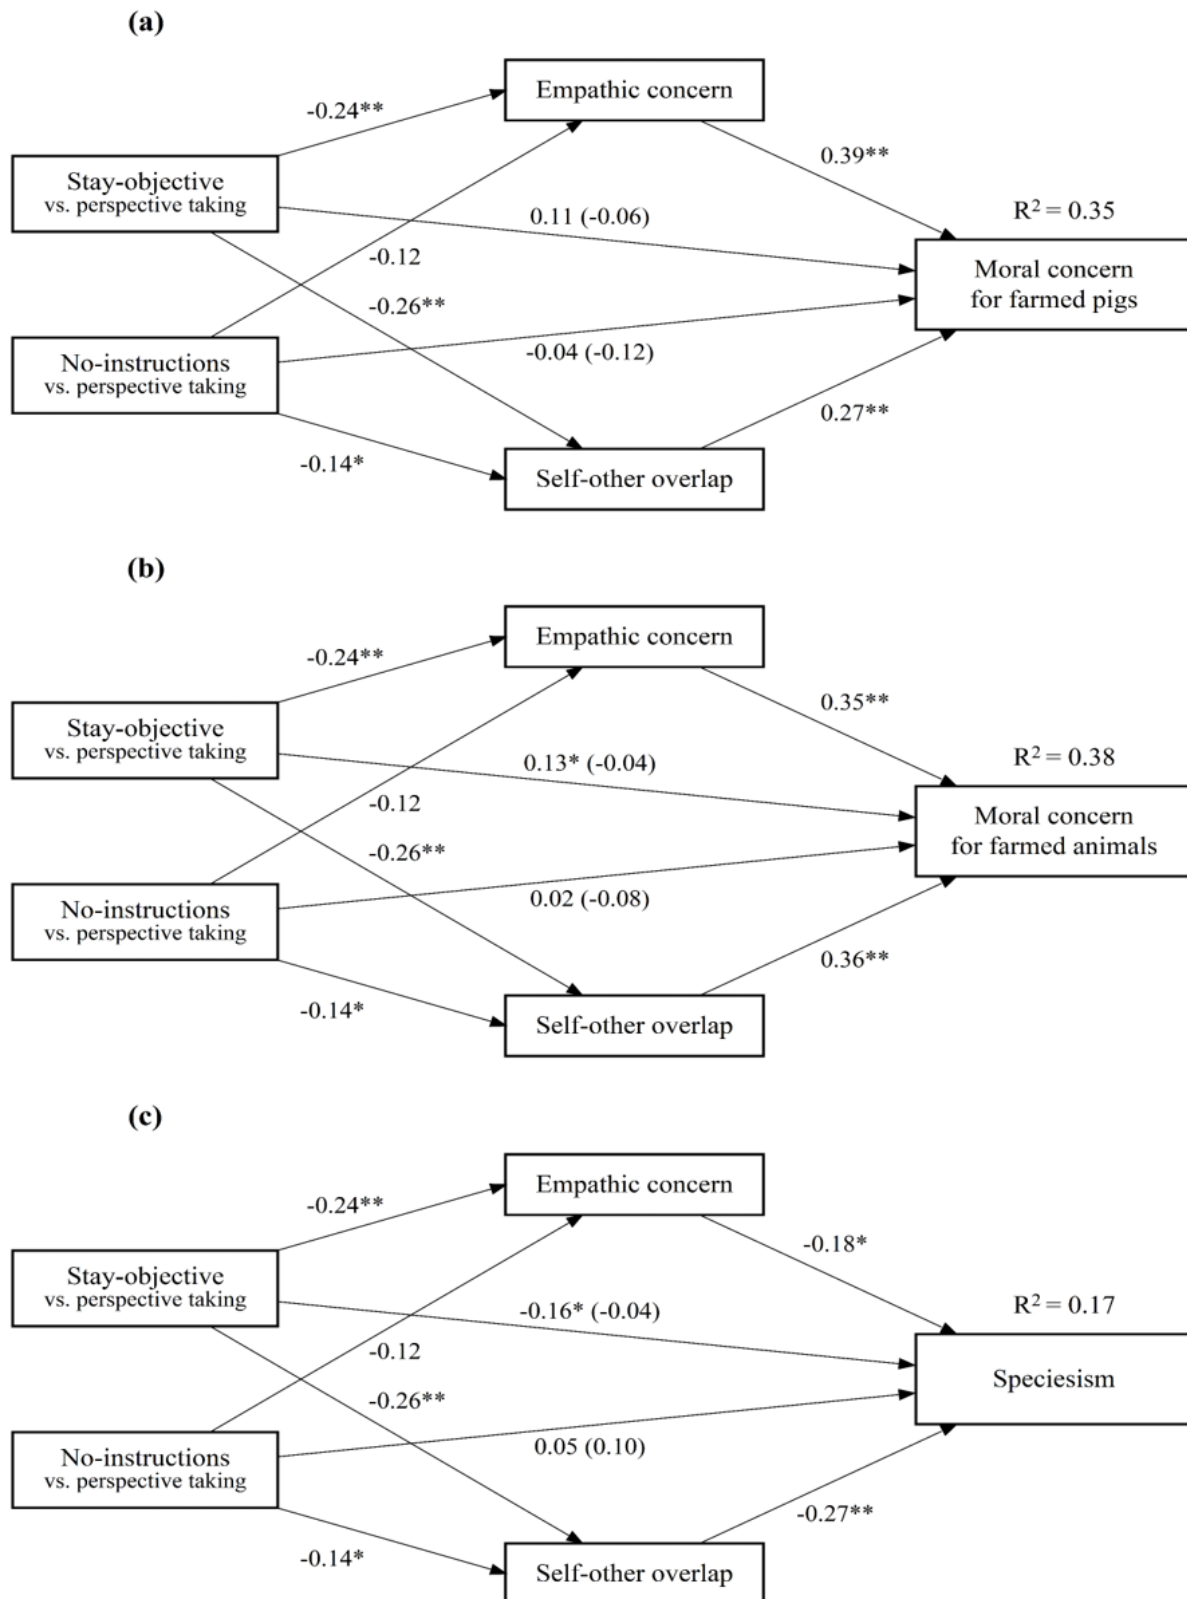 (a)
Empathic concern
-0.24**
0.39**
Stay-objective
vs. perspective taking
0.11 (-0.06)
R² = 0.35
-0.12
Moral concern
for farmed pigs
-0.26**
No-instructions
vs. perspective taking
-0.04 (-0.12)
0.27**
-0.14*
Self-other overlap
(b)
Empathic concern
-0.24**
0.35**
Stay-objective
vs. perspective taking
0.13* (-0.04)
R² = 0.38
-0.12
Moral concern
for farmed animals
-0.26**
No-instructions
vs. perspective taking
0.02 (-0.08)
0.36**
-0.14*
Self-other overlap
(c)
Empathic concern
-0.24**
-0.18*
Stay-objective
vs. perspective taking
-0.16* (-0.04)
R² = 0.17
-0.12
Speciesism
-0.26**
No-instructions
vs. perspective taking
0.05 (0.10)
-0.27**
-0.14*
Self-other overlap